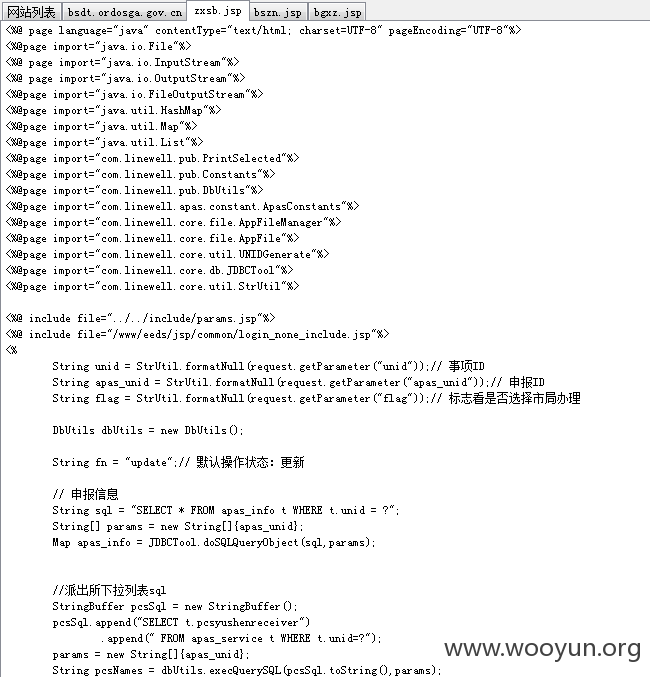 网站列表 bsdt.ordosga.gov.cn zxsb.jsp bszn.jsp bgxz.jsp
<%@ page language="java" contentType="text/html; charset=UTF-8" pageEncoding="UTF-8"%>
<%@page import="java.io.File"%>
<%@ page import="java.io.InputStream"%>
<%@ page import="java.io.OutputStream"%>
<%@page import="java.io.FileOutputStream"%>
<%@page import="java.util.HashMap"%>
<%@page import="java.util.Map"%>
<%@page import="java.util.List"%>
<%@page import="com.linewell.pub.PrintSelected"%>
<%@page import="com.linewell.pub.Constants"%>
<%@page import="com.linewell.pub.DbUtils"%>
<%@page import="com.linewell.apas.constant.ApasConstants"%>
<%@page import="com.linewell.core.file.AppFileManager"%>
<%@page import="com.linewell.core.file.AppFile"%>
<%@page import="com.linewell.core.util.UNIDGenerate"%>
<%@page import="com.linewell.core.db.JDBCTool"%>
<%@page import="com.linewell.core.util.StrUtil"%>
<%@ include file="../../include/params.jsp"%>
<%@ include file="/www/eeds/jsp/common/login_none_include.jsp"%>
<%
String unid = StrUtil.formatNull(request.getParameter("unid"));// 事项ID
String apas_unid = StrUtil.formatNull(request.getParameter("apas_unid"));// 申报ID
String flag = StrUtil.formatNull(request.getParameter("flag"));// 标志看是否选择市局办理
DbUtils dbUtils = new DbUtils();
String fn = "update";// 默认操作状态：更新
// 申报信息
String sql = "SELECT * FROM apas_info t WHERE t.unid = ?";
String[] params = new String[]{apas_unid};
Map apas_info = JDBCTool.doSQLQueryObject(sql,params);
//派出所下拉列表sql
StringBuffer pcsSql = new StringBuffer();
pcsSql.append("SELECT t.pcsyushenreceiver")
.append(" FROM apas_service t WHERE t.unid=?");
params = new String[]{apas_unid};
String pcsNames = dbUtils.execQuerySQL(pcsSql.toString(),params);
www.wooyun.org